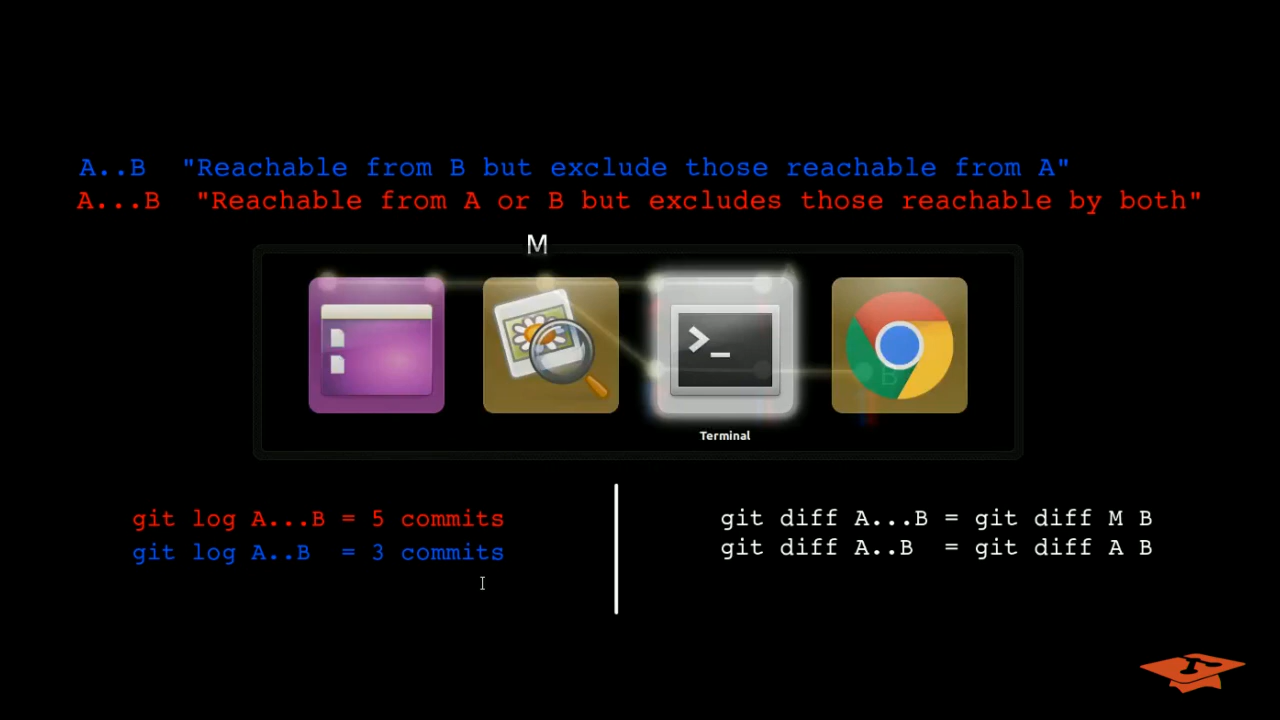 A..B "Reachable from B but exclude those reachable from A"
A...B "Reachable from A or B but excludes those reachable by both"
M
A
B
Terminal
git log A...B = 5 commits
git log A..B = 3 commits
git diff A...B = git diff M B
git diff A..B = git diff A B